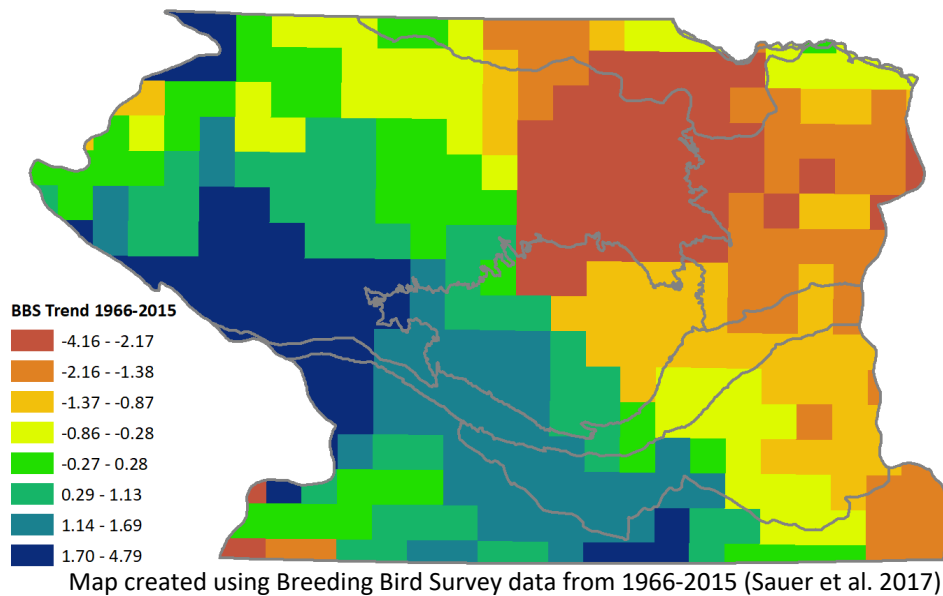 BBS Trend 1966-2015
-4.16 - -2.17
-2.16 - -1.38
-1.37 - -0.87
-0.86 - -0.28
-0.27 - 0.28
0.29 - 1.13
1.14 - 1.69
1.70 - 4.79
Map created using Breeding Bird Survey data from 1966-2015 (Sauer et al. 2017)